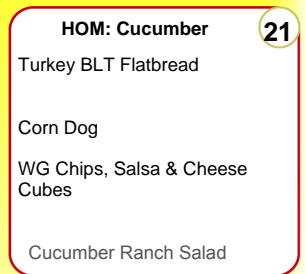 HOM: Cucumber
21
Turkey BLT Flatbread
Corn Dog
WG Chips, Salsa & Cheese
Cubes
Cucumber Ranch Salad